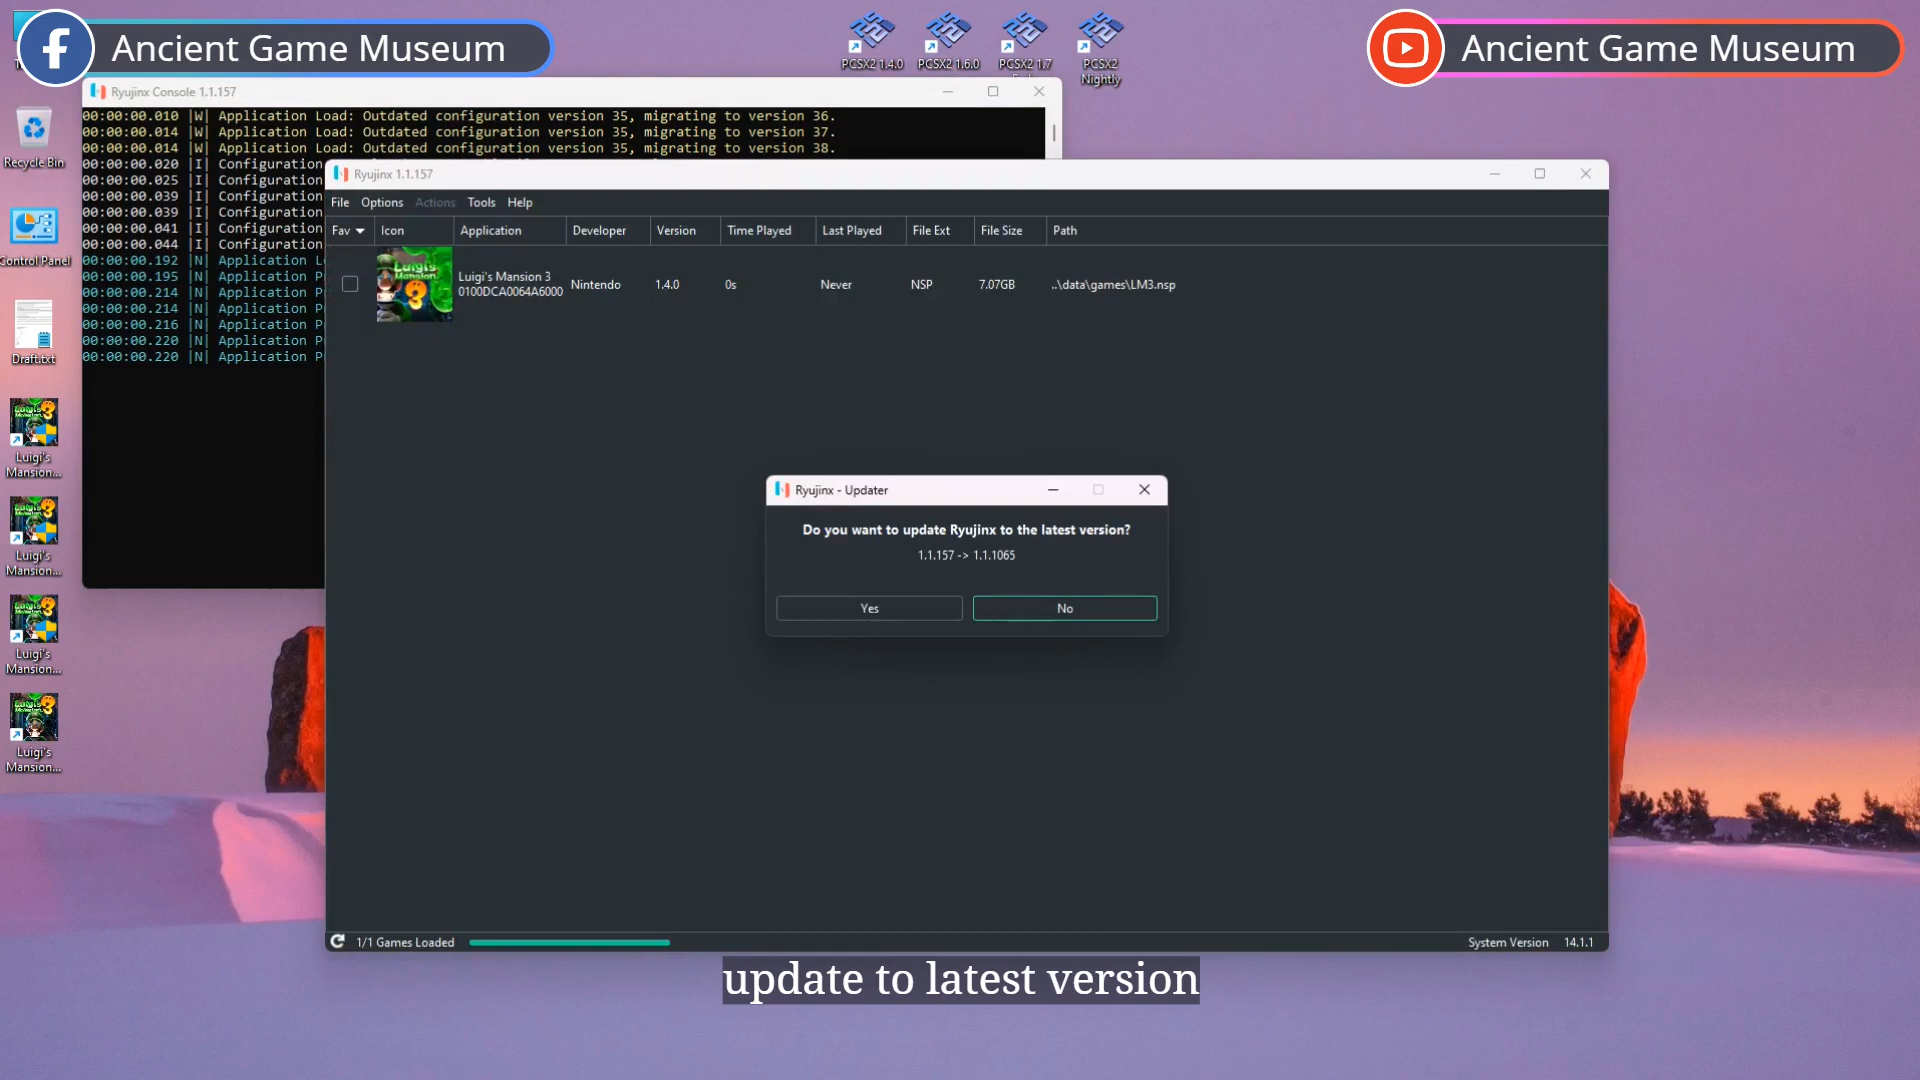 Ancient Game Museum
Ancient Game Museum
PCSX2 1.4.0
PCSX2 1.6.0
PCSX2 1.7
PCSX2
Nightly
Recycle Bin
Control Panel
Draft.txt
Luigi's
Mansion...
Luigi's
Mansion...
Luigi's
Mansion...
Luigi's
Mansion...
Ryujinx Console 1.1.157
00:00:00.010 |W| Application Load: Outdated configuration version 35, migrating to version 36.
00:00:00.014 |W| Application Load: Outdated configuration version 35, migrating to version 37.
00:00:00.014 |W| Application Load: Outdated configuration version 35, migrating to version 38.
00:00:00.020 |I| Configuration
00:00:00.025 |I| Configuration
00:00:00.039 |I| Configuration
00:00:00.039 |I| Configuration
00:00:00.041 |I| Configuration
00:00:00.044 |I| Configuration
00:00:00.192 |N| Application L
00:00:00.195 |N| Application P
00:00:00.214 |N| Application P
00:00:00.214 |N| Application P
00:00:00.216 |N| Application P
00:00:00.220 |N| Application P
00:00:00.220 |N| Application P
Ryujinx 1.1.157
File Options Actions Tools Help
Fav Icon Application Developer Version Time Played Last Played File Ext File Size Path
Luigi's Mansion 3
0100DCA0064A6000 Nintendo 1.4.0 0s Never NSP 7.07GB ..\data\games\LM3.nsp
Ryujinx - Updater
Do you want to update Ryujinx to the latest version?
1.1.157 -> 1.1.1065
Yes No
1/1 Games Loaded System Version 14.1.1
update to latest version